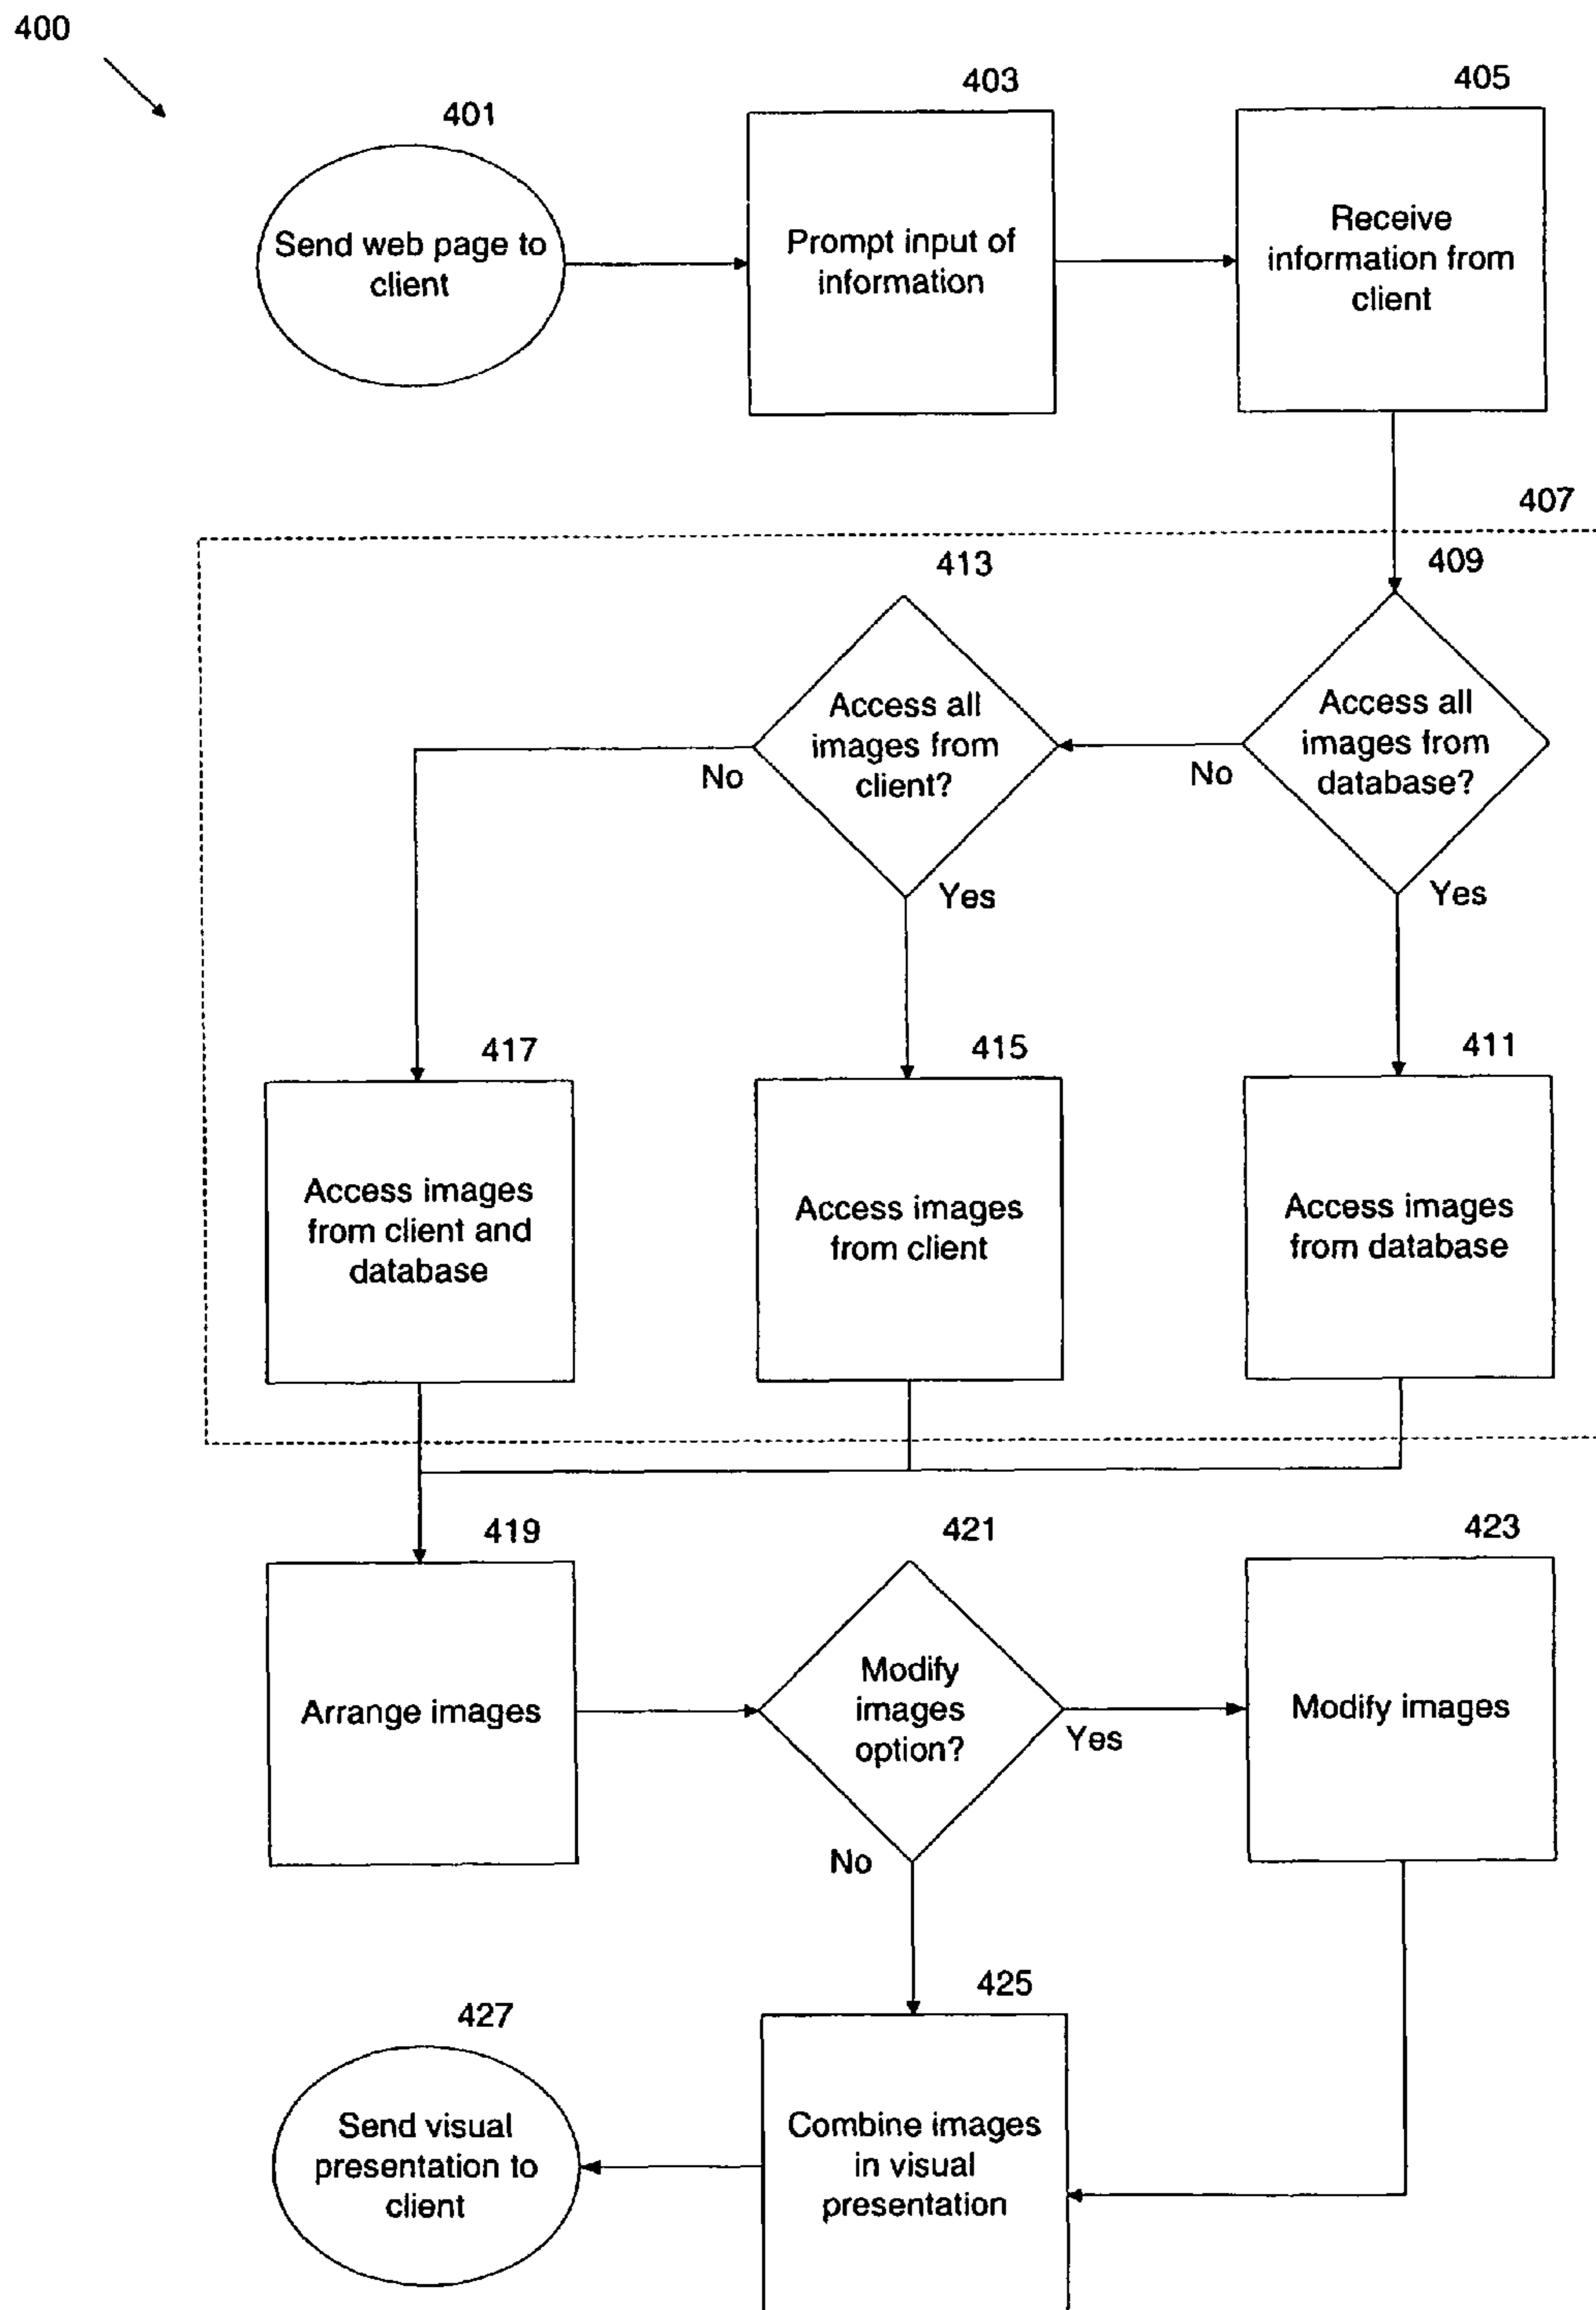 400
401
Send web page to
client
403
Prompt input of
information
405
Receive
information from
client
407
409
Access all
images from
database?
No
Yes
413
Access all
images from
client?
No
Yes
417
Access images
from client and
database
415
Access images
from client
411
Access images
from database
419
Arrange images
421
Modify
images
option?
Yes
No
423
Modify images
425
Combine images
in visual
presentation
427
Send visual
presentation to
client